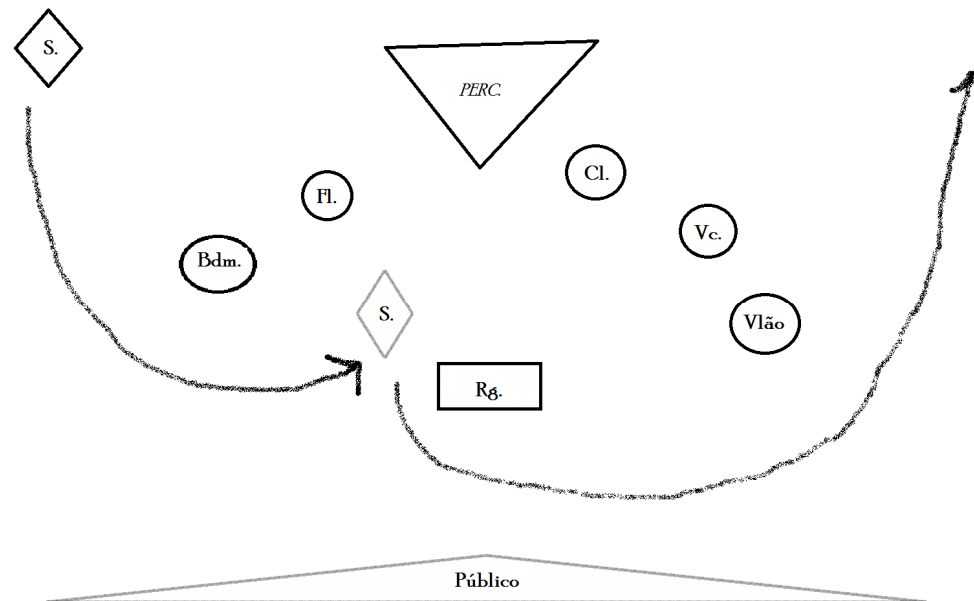 S.
PERC.
Cl.
Fl.
Vc.
Bdm.
S.
Vlão
Rg.
Público